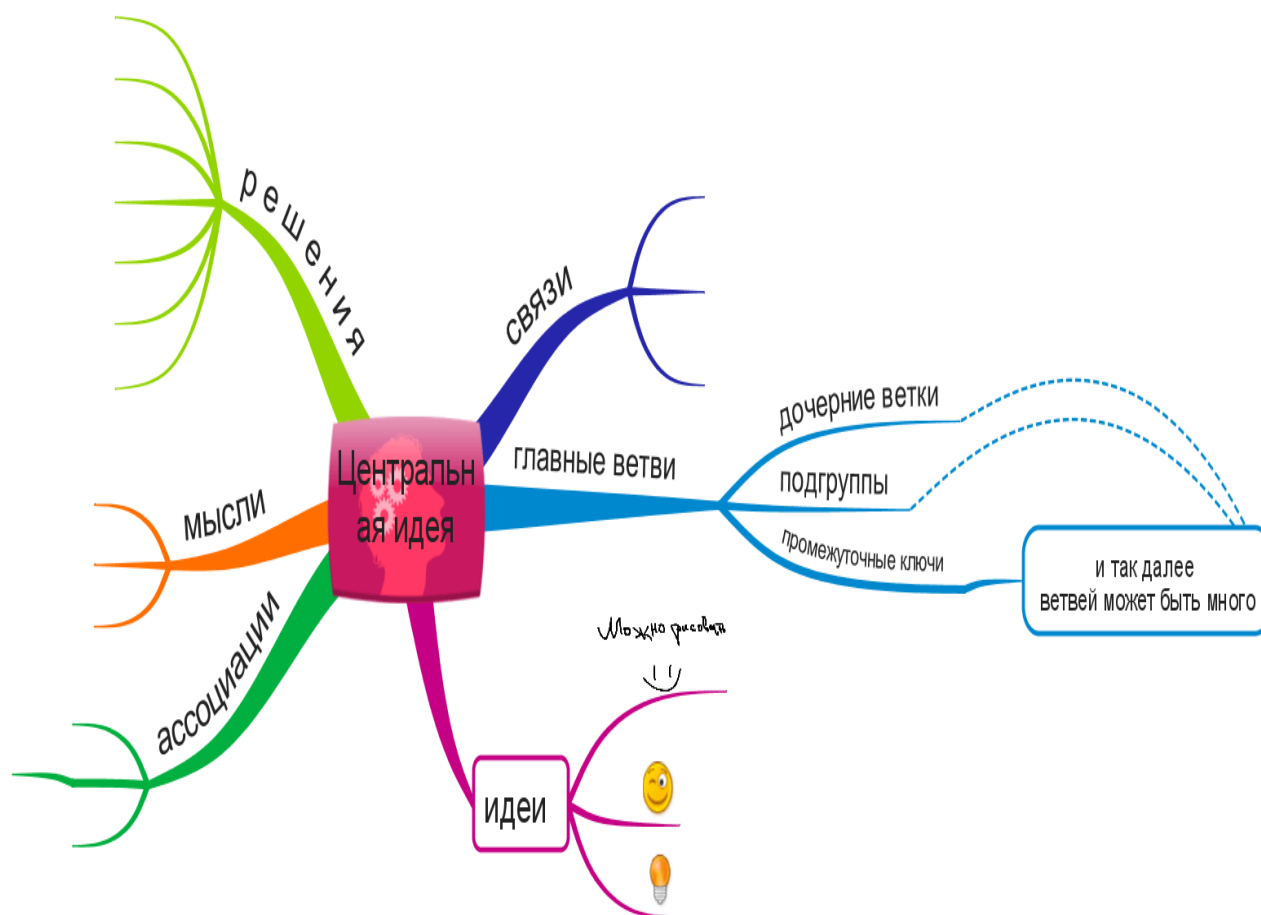 решения
связи
дочерние ветки
главные ветви
Центральн
ая идея
подгруппы
мысли
промежуточные ключи
и так далее
ветвей может быть много
ассоциации
Можно рисовать
идеи